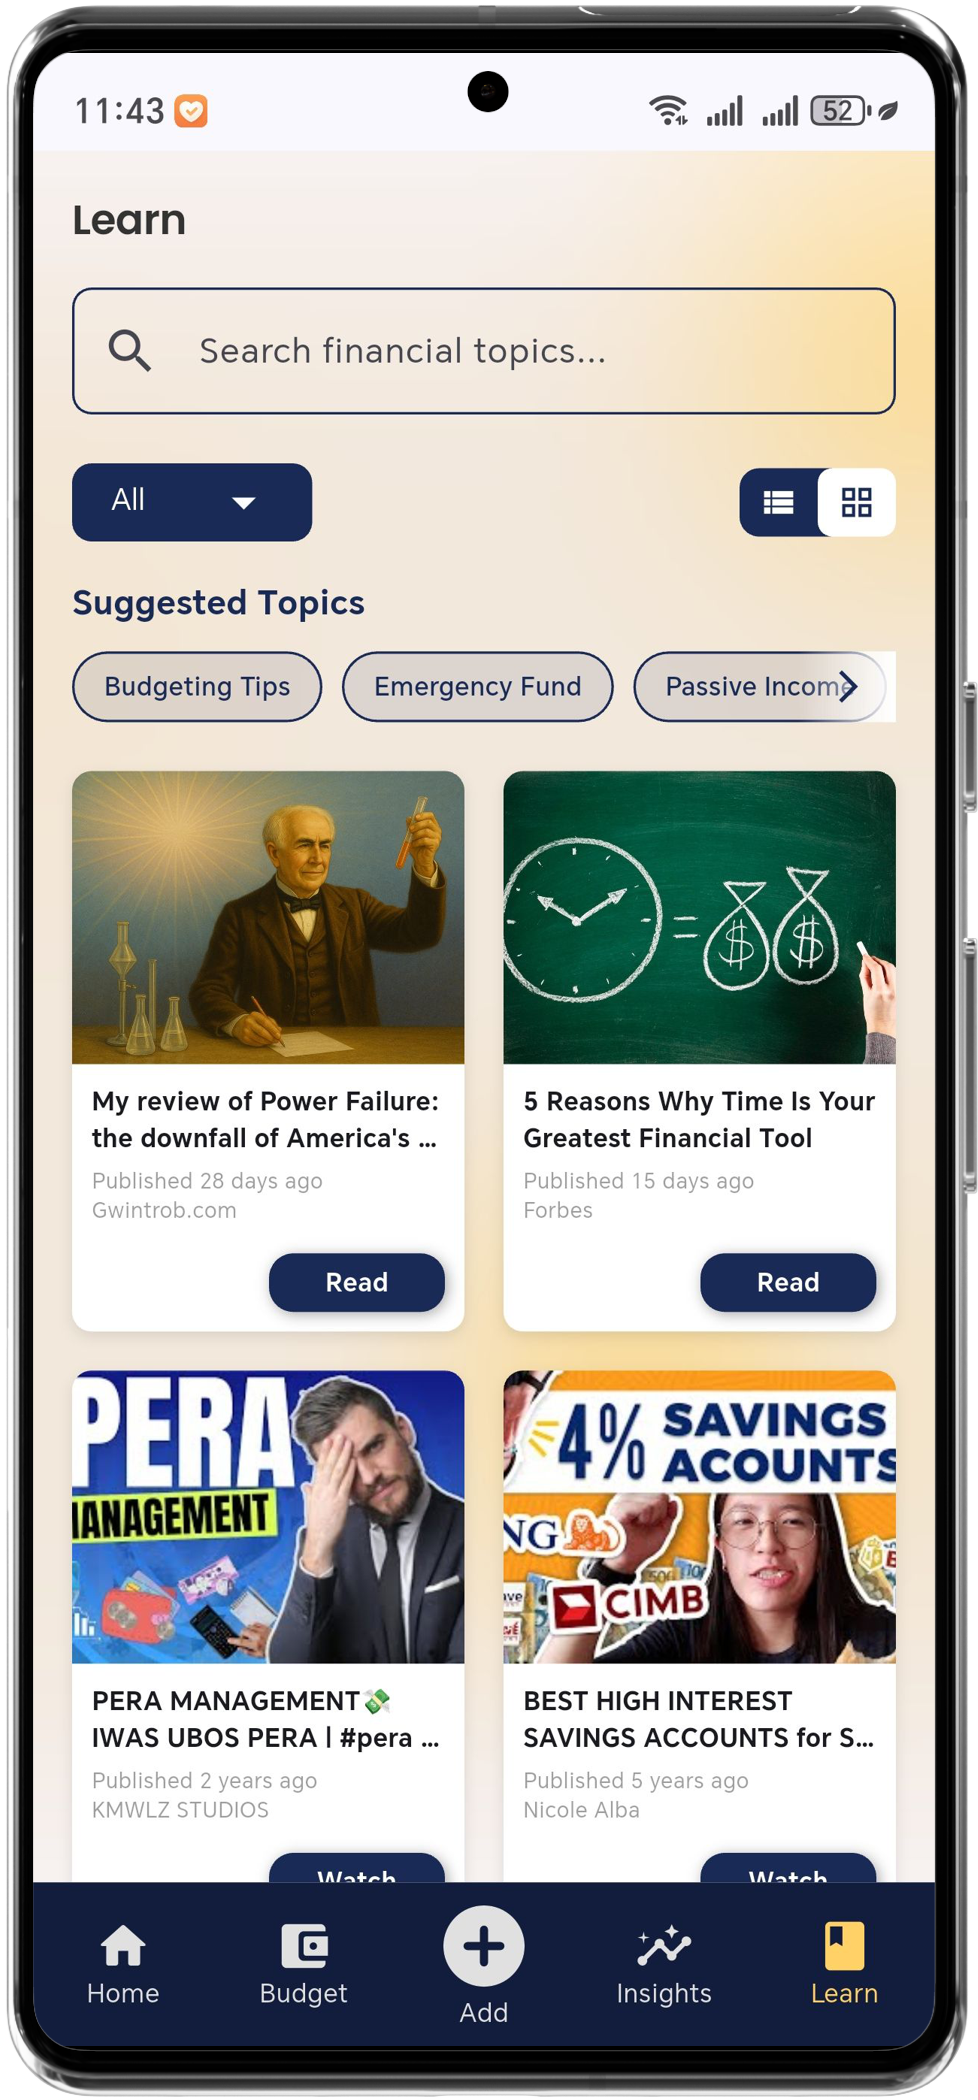 11:43
52
Learn
Search financial topics...
All
Suggested Topics
Budgeting Tips
Emergency Fund
Passive Income
=
$ $
My review of Power Failure:
the downfall of America's ...
Published 28 days ago
Gwintrob.com
Read
5 Reasons Why Time Is Your
Greatest Financial Tool
Published 15 days ago
Forbes
Read
PERA
MANAGEMENT
4% SAVINGS
ACOUNTS
NG
CIMB
PERA MANAGEMENT💸
IWAS UBOS PERA | #pera ...
Published 2 years ago
KMWLZ STUDIOS
Watch
BEST HIGH INTEREST
SAVINGS ACCOUNTS for S...
Published 5 years ago
Nicole Alba
Watch
Home
Budget
Add
Insights
Learn